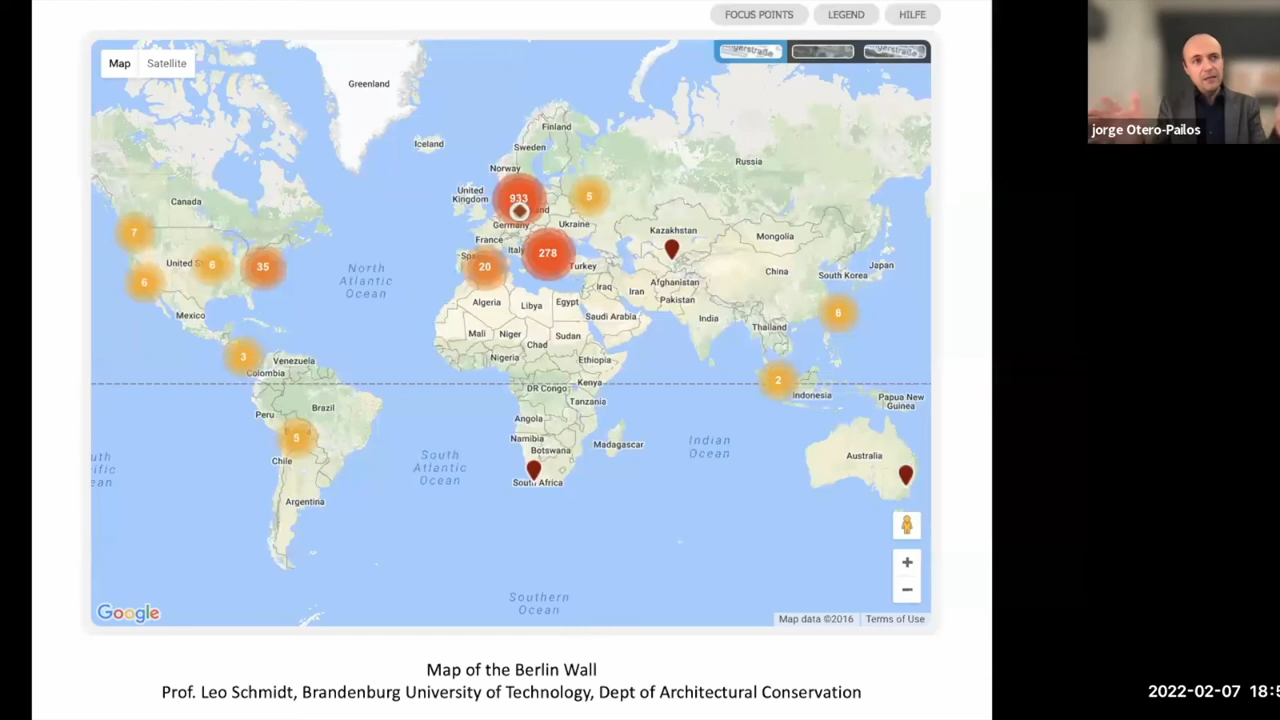 FOCUS POINTS LEGEND HILFE
Map Satellite
jorge Otero-Pailos
Greenland
Iceland
Finland
Sweden
Norway
Russia
United
Kingdom
933
5
Canada
Germany
Ukraine
Kazakhstan
Mongolia
7
France
Italy
278
20
Turkey
United
6
35
6
China
Japan
South Korea
Afghanistan
North
Atlantic
Ocean
Iraq
Iran
Pakistan
Algeria
Libya
Egypt
Saudi Arabia
India
Thailand
6
Mexico
Mali
Niger
Chad
Sudan
Nigeria
Ethiopia
3
Venezuela
Colombia
DR Congo
Kenya
2
Indonesia
Papua New
Guinea
Tanzania
Peru
Brazil
Angola
5
Namibia
Botswana
Madagascar
Indian
Ocean
Australia
Chile
South
Atlantic
Ocean
South Africa
Argentina
Southern
Ocean
+
−
Google
Map data ©2016 Terms of Use
Map of the Berlin Wall
Prof. Leo Schmidt, Brandenburg University of Technology, Dept of Architectural Conservation
2022-02-07 18:5